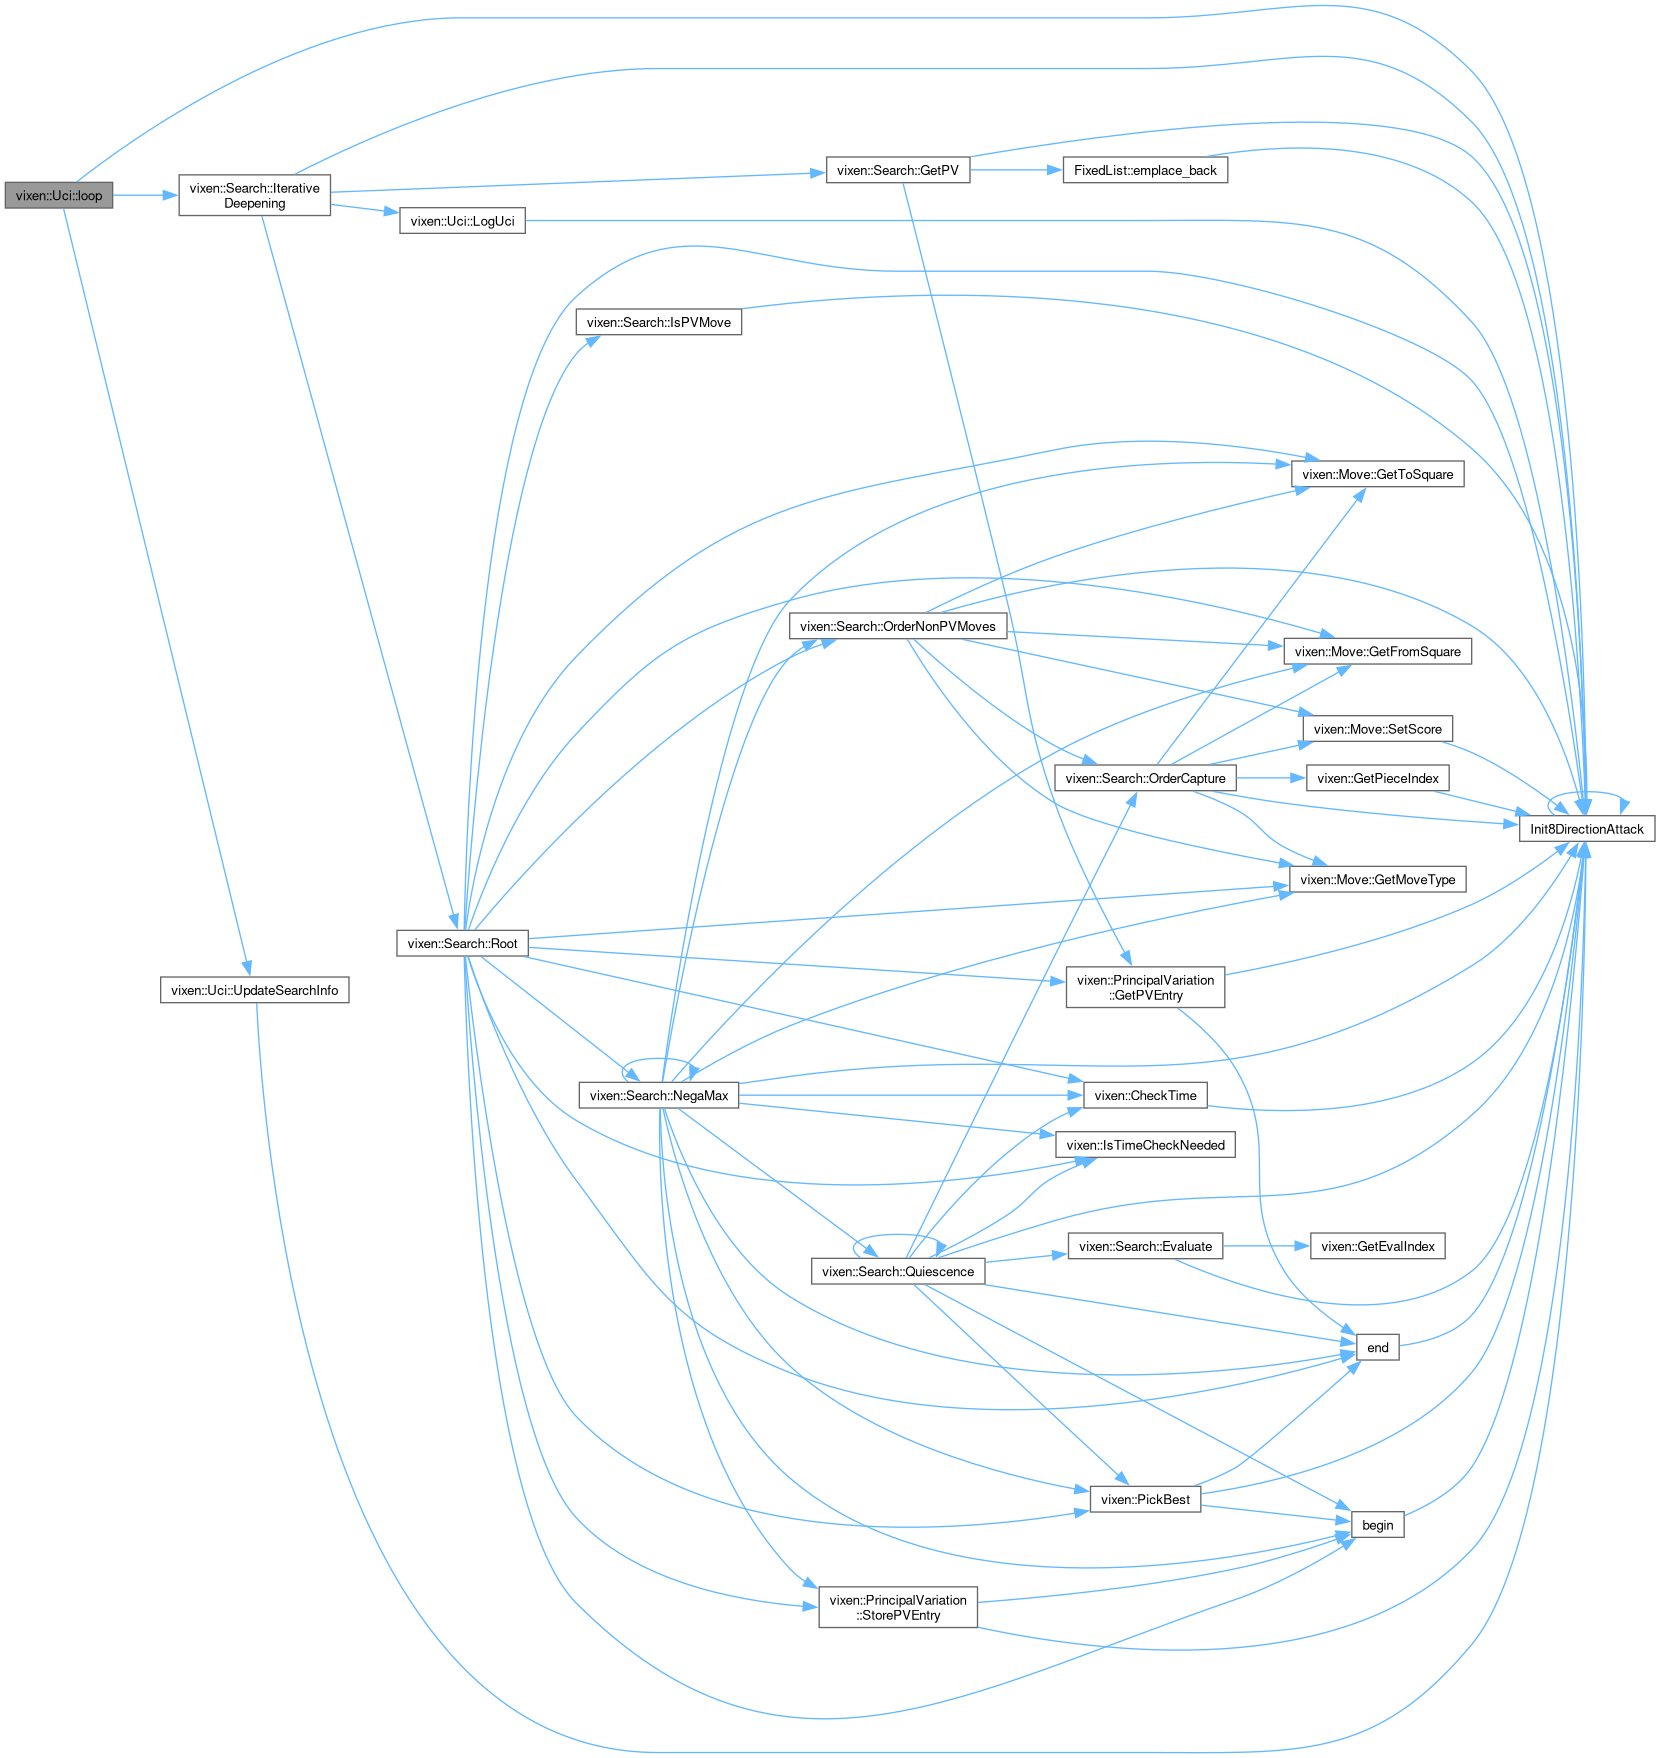 vixen::Uci::loop
vixen::Search::Iterative
Deepening
vixen::Uci::UpdateSearchInfo
vixen::Uci::LogUci
vixen::Search::Root
vixen::Search::IsPVMove
vixen::Search::NegaMax
vixen::Search::GetPV
vixen::Search::OrderNonPVMoves
vixen::Search::Quiescence
vixen::PrincipalVariation
::StorePVEntry
FixedList::emplace_back
vixen::Search::OrderCapture
vixen::PrincipalVariation
::GetPVEntry
vixen::CheckTime
vixen::IsTimeCheckNeeded
vixen::Search::Evaluate
vixen::PickBest
vixen::Move::GetToSquare
vixen::Move::GetFromSquare
vixen::Move::SetScore
vixen::GetPieceIndex
vixen::Move::GetMoveType
vixen::GetEvalIndex
end
begin
Init8DirectionAttack